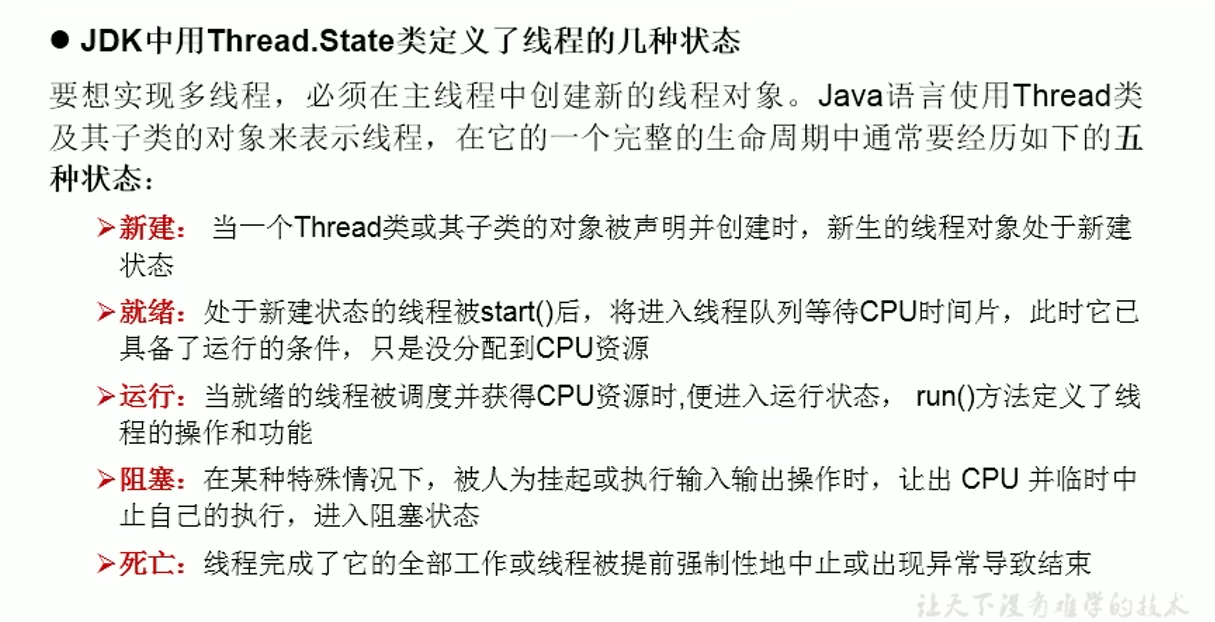 ● JDK中用Thread.State类定义了线程的几种状态
要想实现多线程，必须在主线程中创建新的线程对象。Java语言使用Thread类
及其子类的对象来表示线程，在它的一个完整的生命周期中通常要经历如下的五
种状态：
➢新建： 当一个Thread类或其子类的对象被声明并创建时，新生的线程对象处于新建
状态
➢就绪：处于新建状态的线程被start()后，将进入线程队列等待CPU时间片，此时它已
具备了运行的条件，只是没分配到CPU资源
➢运行：当就绪的线程被调度并获得CPU资源时,便进入运行状态， run()方法定义了线
程的操作和功能
➢阻塞：在某种特殊情况下，被人为挂起或执行输入输出操作时，让出 CPU 并临时中
止自己的执行，进入阻塞状态
➢死亡：线程完成了它的全部工作或线程被提前强制性地中止或出现异常导致结束
让天下没有难学的技术